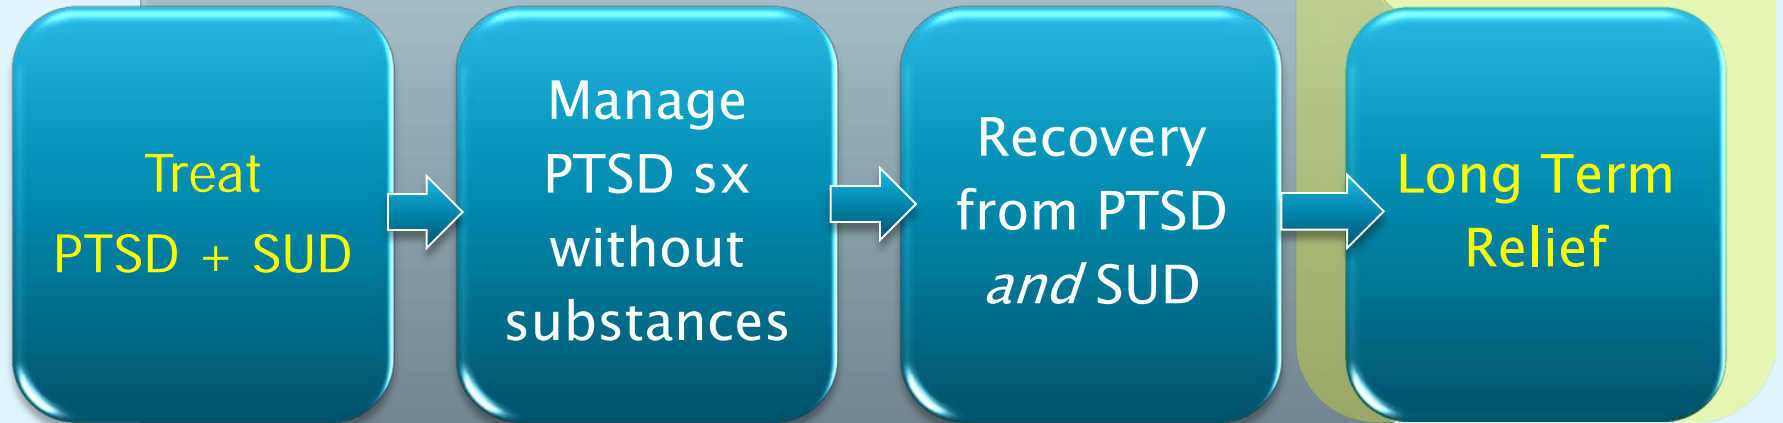 Treat
PTSD + SUD
Manage
PTSD sx
without
substances
Recovery
from PTSD
and SUD
Long Term
Relief